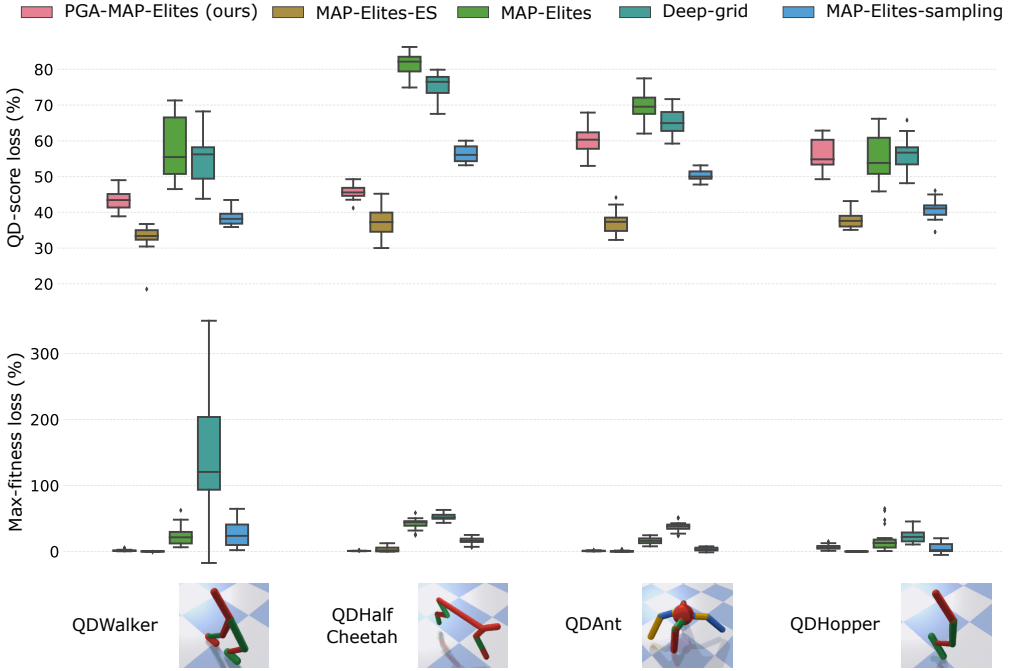 PGA-MAP-Elites (ours) MAP-Elites-ES MAP-Elites Deep-grid MAP-Elites-sampling
QD-score loss (%)
80
70
60
50
40
30
20
Max-fitness loss (%)
300
200
100
0
QDWalker
QDHalf
Cheetah
QDAnt
QDHopper